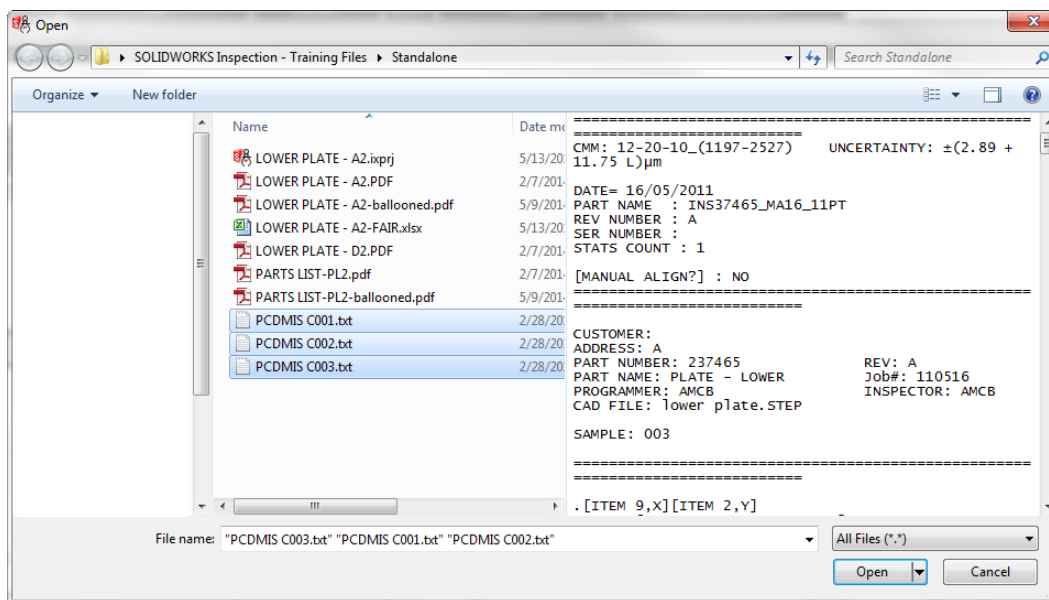 Open
SOLIDWORKS Inspection - Training Files ▸ Standalone
Search Standalone
Organize
New folder
Name
Date mo
LOWER PLATE - A2.ixprj
5/13/20
LOWER PLATE - A2.PDF
2/7/201
LOWER PLATE - A2-ballooned.pdf
5/9/201
LOWER PLATE - A2-FAIR.xlsx
5/13/20
LOWER PLATE - D2.PDF
2/7/201
PARTS LIST-PL2.pdf
2/7/201
PARTS LIST-PL2-ballooned.pdf
5/9/201
PCDMIS C001.txt
2/28/20
PCDMIS C002.txt
2/28/20
PCDMIS C003.txt
2/28/20
CMM: 12-20-10_(1197-2527) UNCERTAINTY: ±(2.89 +
11.75 L)µm
DATE= 16/05/2011
PART NAME : INS37465_MA16_11PT
REV NUMBER : A
SER NUMBER :
STATS COUNT : 1
[MANUAL ALIGN?] : NO
CUSTOMER:
ADDRESS: A
PART NUMBER: 237465 REV: A
PART NAME: PLATE - LOWER Job#: 110516
PROGRAMMER: AMCB INSPECTOR: AMCB
CAD FILE: lower plate.STEP
SAMPLE: 003
.[ITEM 9,X][ITEM 2,Y]
File name: "PCDMIS C003.txt" "PCDMIS C001.txt" "PCDMIS C002.txt"
All Files (*.*)
Open
Cancel